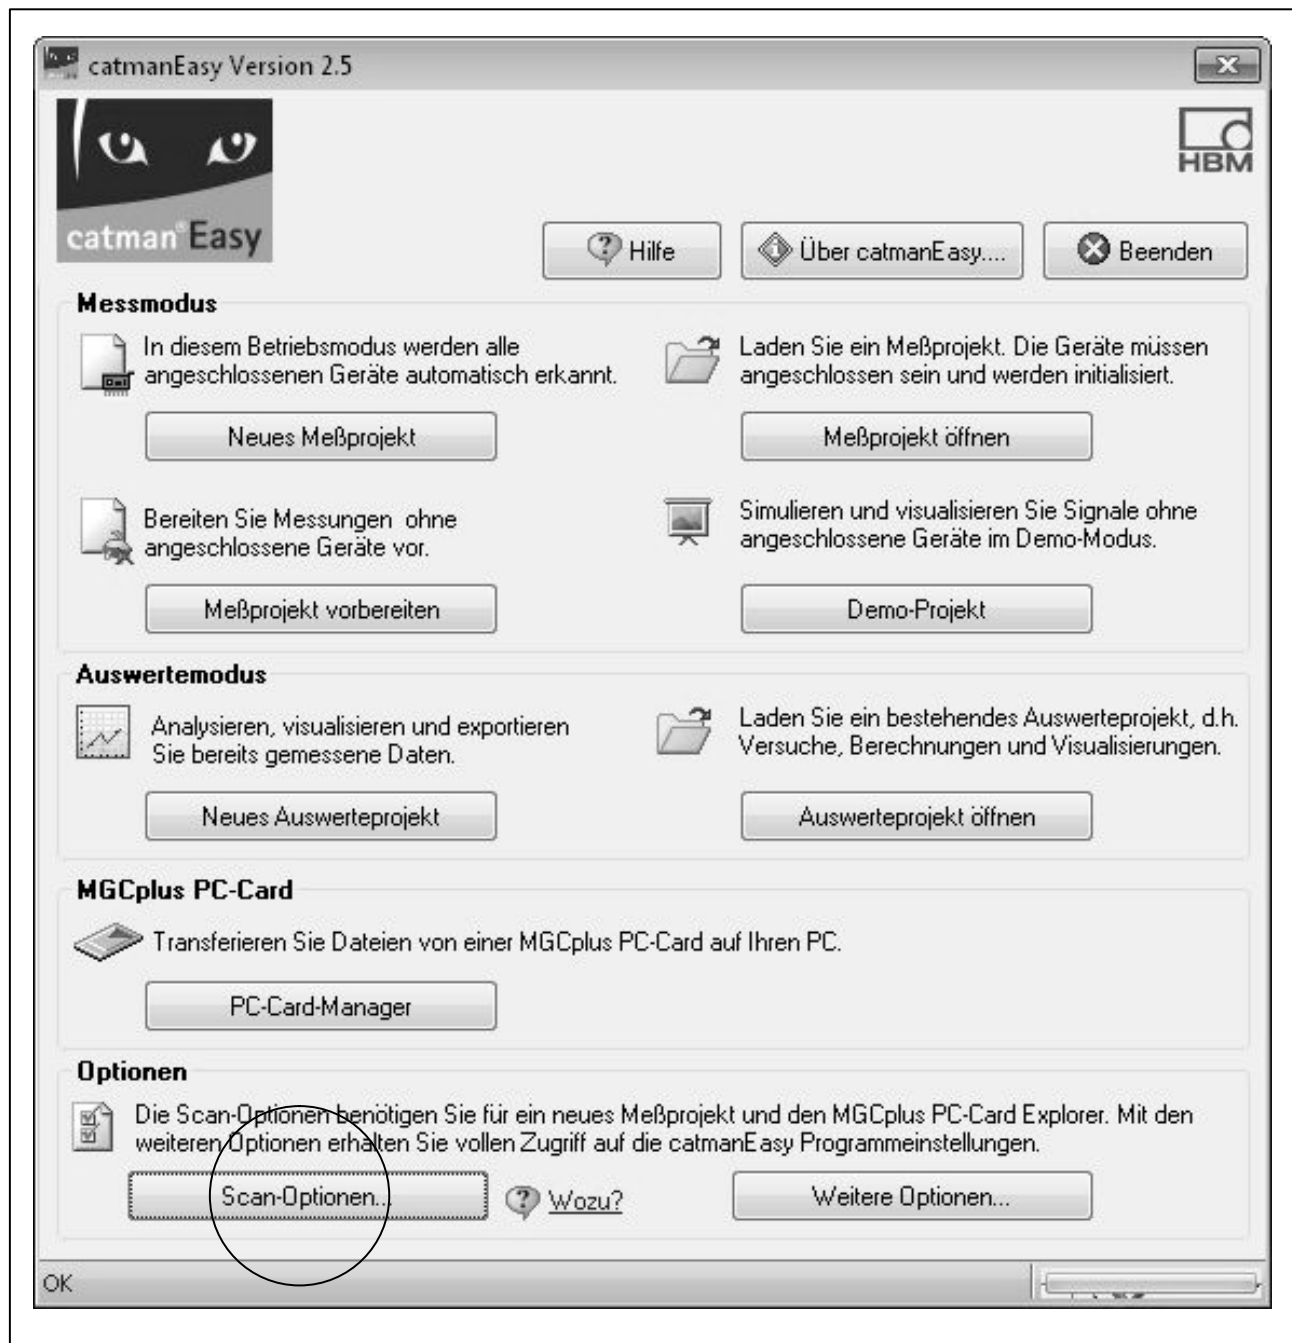 catmanEasy Version 2.5
HBM
catman® Easy
Hilfe
Über catmanEasy....
Beenden
Messmodus
In diesem Betriebsmodus werden alle
angeschlossenen Geräte automatisch erkannt.
Neues Meßprojekt
Laden Sie ein Meßprojekt. Die Geräte müssen
angeschlossen sein und werden initialisiert.
Meßprojekt öffnen
Bereiten Sie Messungen ohne
angeschlossene Geräte vor.
Meßprojekt vorbereiten
Simulieren und visualisieren Sie Signale ohne
angeschlossene Geräte im Demo-Modus.
Demo-Projekt
Auswertemodus
Analysieren, visualisieren und exportieren
Sie bereits gemessene Daten.
Neues Auswerteprojekt
Laden Sie ein bestehendes Auswerteprojekt, d.h.
Versuche, Berechnungen und Visualisierungen.
Auswerteprojekt öffnen
MGCplus PC-Card
Transferieren Sie Dateien von einer MGCplus PC-Card auf Ihren PC.
PC-Card-Manager
Optionen
Die Scan-Optionen benötigen Sie für ein neues Meßprojekt und den MGCplus PC-Card Explorer. Mit den
weiteren Optionen erhalten Sie vollen Zugriff auf die catmanEasy Programmeinstellungen.
Scan-Optionen...
Wozu?
Weitere Optionen...
OK